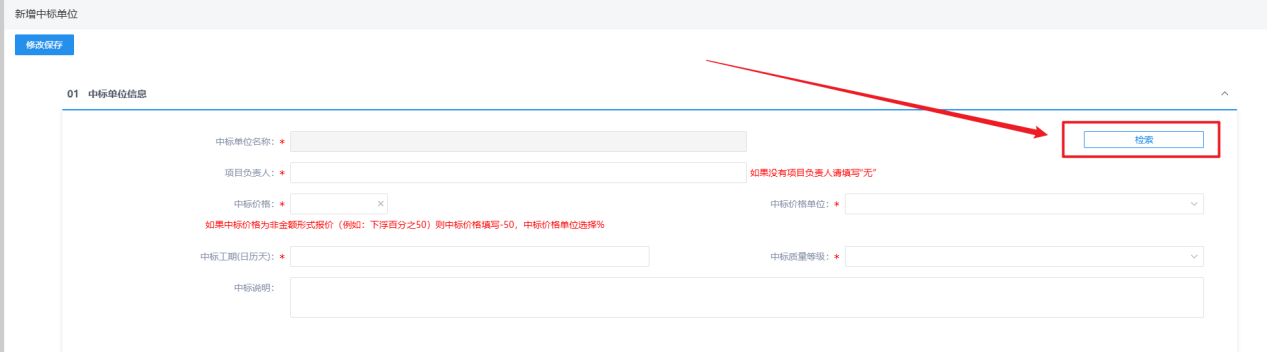 新增中标单位
修改保存
01 中标单位信息
中标单位名称：* 检索
项目负责人：* 如果没有项目负责人请填写“无”
中标价格：* 中标价格单位：*
如果中标价格为非金额形式报价（例如：下浮百分之50）则中标价格填写-50，中标价格单位选择%
中标工期(日历天)：* 中标质量等级：*
中标说明：